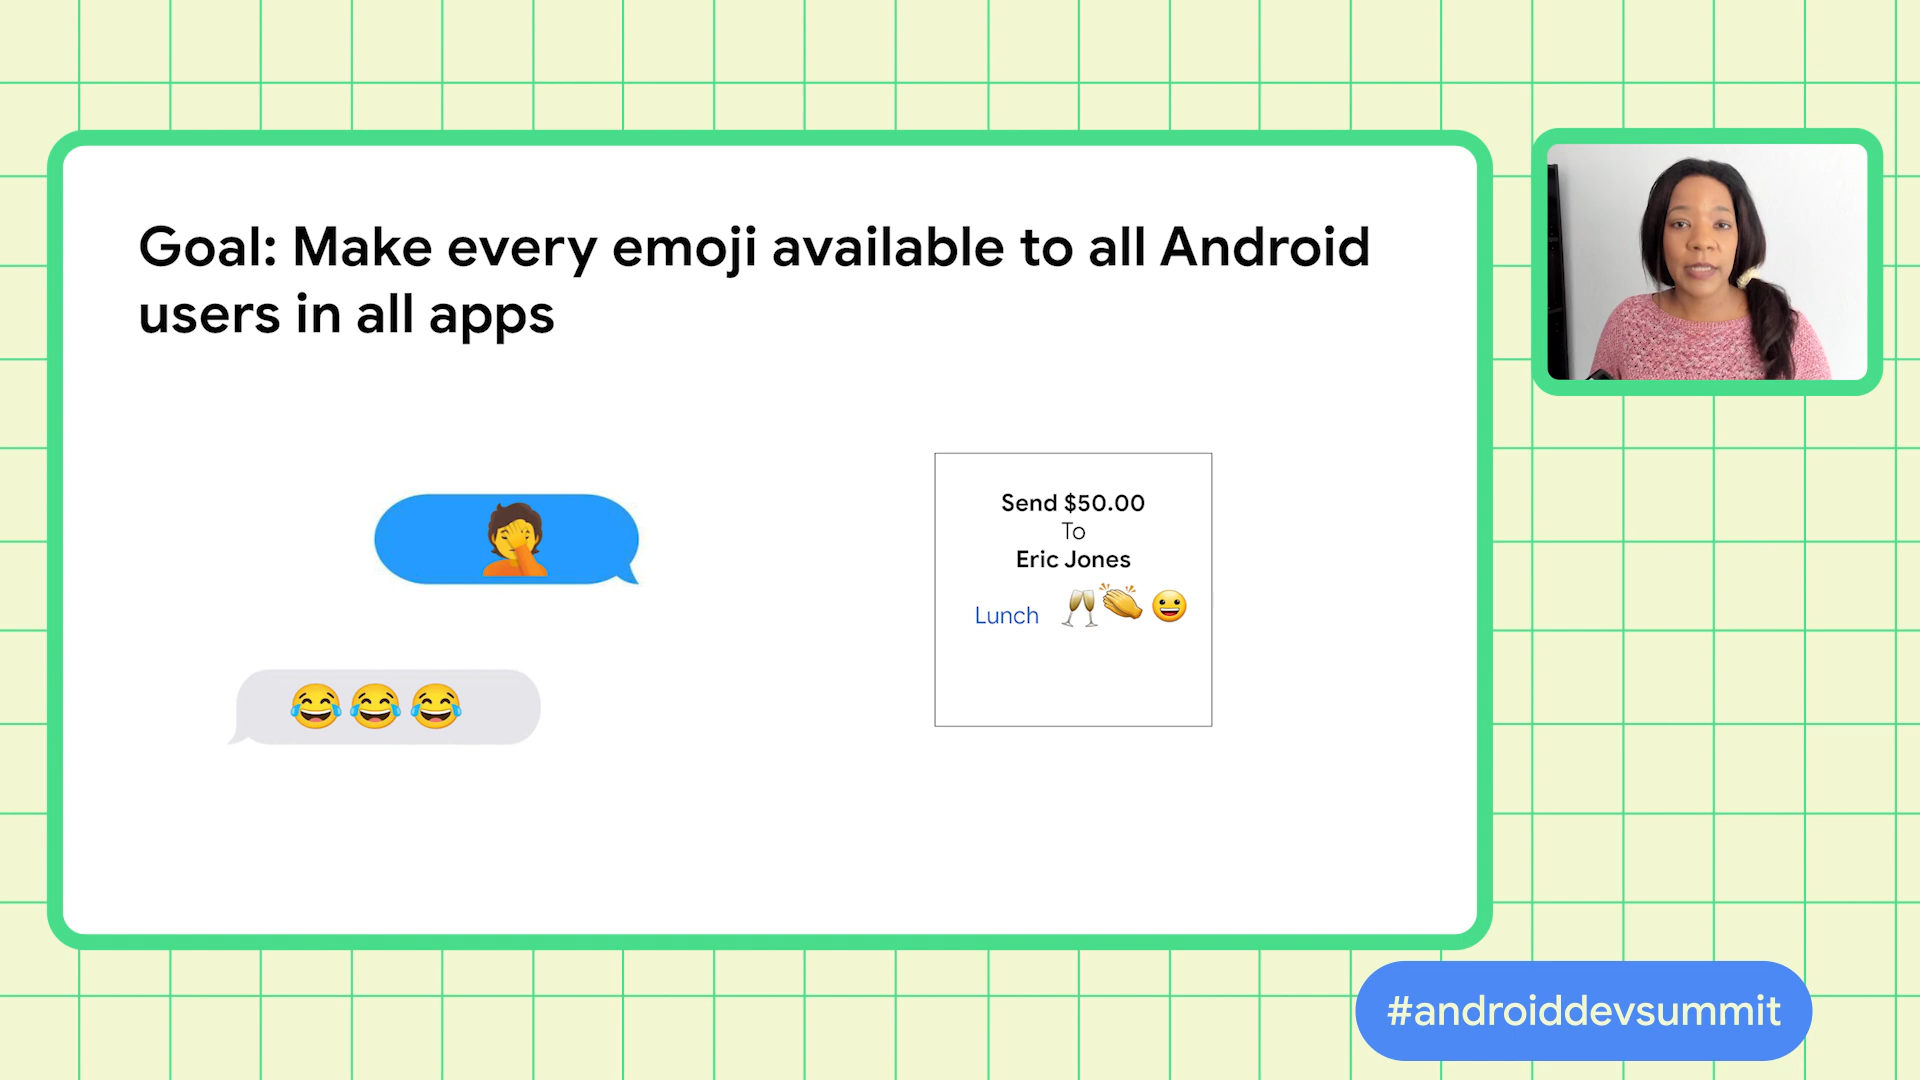 Goal: Make every emoji available to all Android
users in all apps
Send $50.00
To
Eric Jones
Lunch 🥂👏😀
🤦
😂😂😂
#androiddevsummit